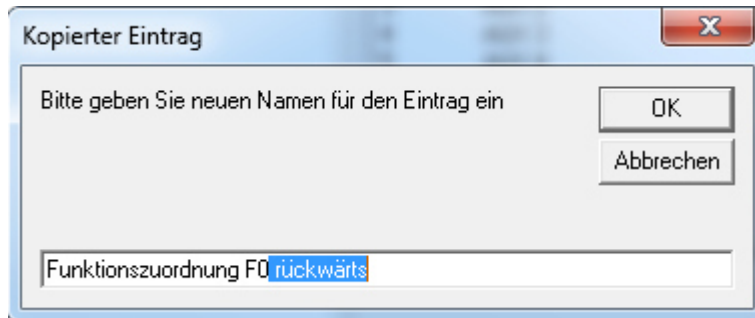 Kopierter Eintrag
Bitte geben Sie neuen Namen für den Eintrag ein
OK
Abbrechen
Funktionszuordnung F0 rückwärts